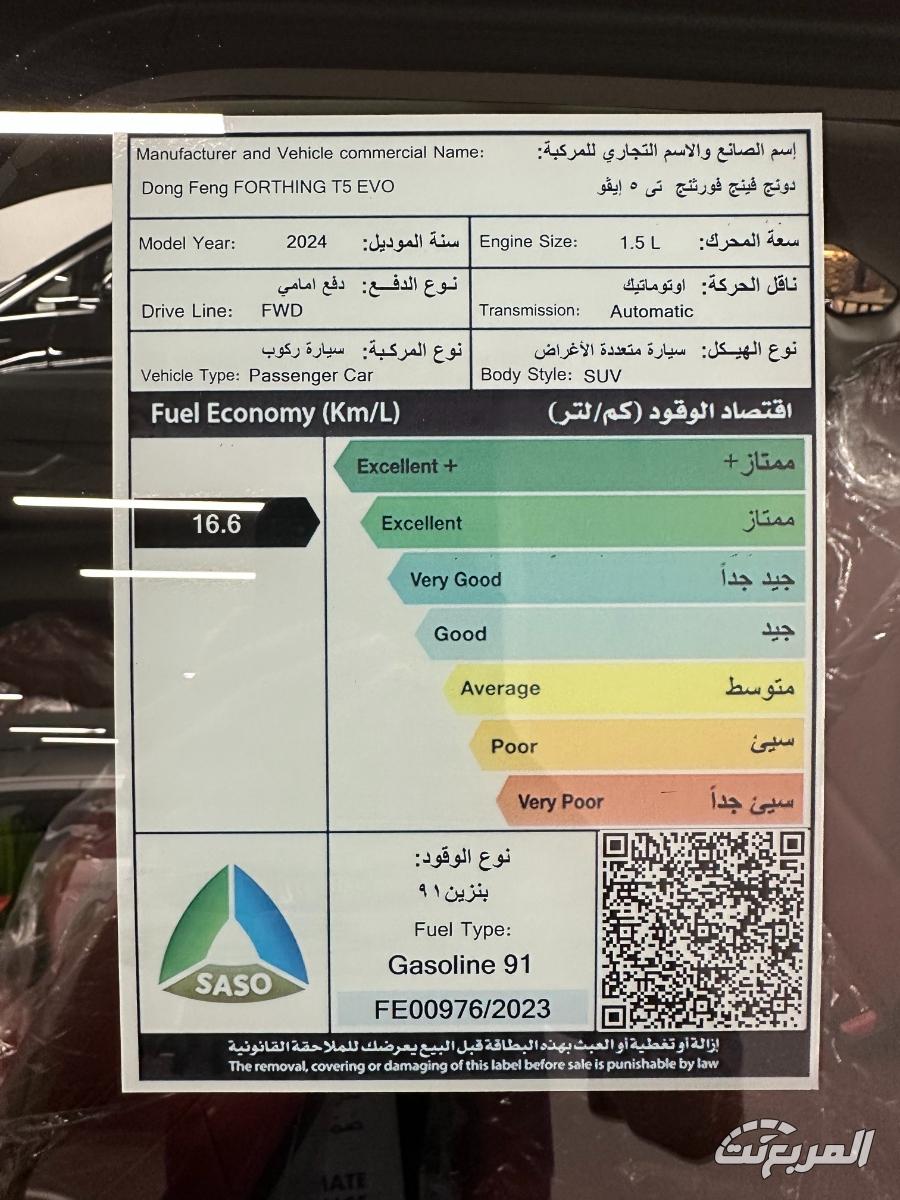 Manufacturer and Vehicle commercial Name: إسم الصانع والاسم التجاري للمركبة:
Dong Feng FORTHING T5 EVO دونج فينج فورثنج تى ٥ إيڤو
Model Year: 2024 سنة الموديل:
Engine Size: 1.5 L سعة المحرك:
نـوع الدفـــع: دفع امامي
Drive Line: FWD
ناقل الحركة: اوتوماتيك
Transmission: Automatic
نوع المركبة: سيارة ركوب
Vehicle Type: Passenger Car
نوع الهيـكل: سيارة متعددة الأغراض
Body Style: SUV
Fuel Economy (Km/L) اقتصاد الوقود (كم/لتر)
Excellent + ممتاز+
16.6
Excellent ممتاز
Very Good جيد جداً
Good جيد
Average متوسط
Poor سيئ
Very Poor سيئ جداً
SASO
نوع الوقود:
بنزين٩١
Fuel Type:
Gasoline 91
FE00976/2023
إزالة أو تغطية أو العبث بهذه البطاقة قبل البيع يعرضك للملاحقة القانونية
The removal, covering or damaging of this label before sale is punishable by law
المربع نت